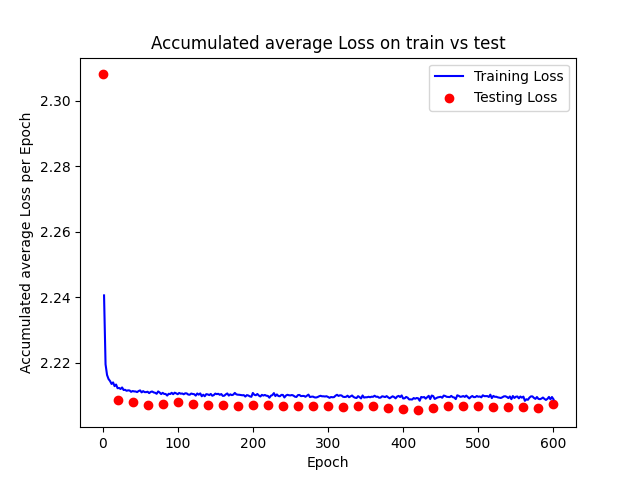 Accumulated average Loss on train vs test
Training Loss
Testing Loss
Accumulated average Loss per Epoch
2.30
2.28
2.26
2.24
2.22
0 100 200 300 400 500 600
Epoch